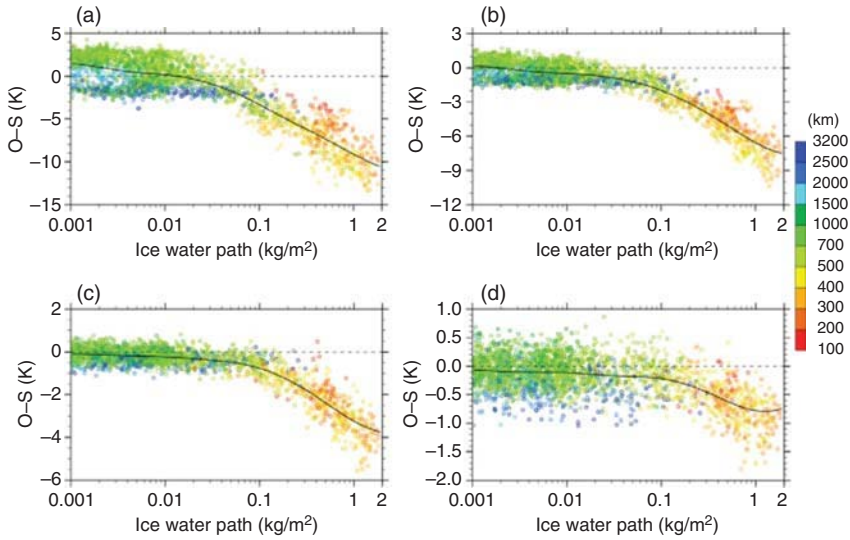 (a)
5
0
−5
−10
−15
O−S (K)
0.001 0.01 0.1 1 2
Ice water path (kg/m²)
(b)
3
0
−3
−6
−9
−12
O−S (K)
0.001 0.01 0.1 1 2
Ice water path (kg/m²)
(c)
2
0
−2
−4
−6
O−S (K)
0.001 0.01 0.1 1 2
Ice water path (kg/m²)
(d)
1.0
0.5
0.0
−0.5
−1.0
−1.5
−2.0
O−S (K)
0.001 0.01 0.1 1 2
Ice water path (kg/m²)
(km)
3200
2500
2000
1500
1000
700
500
400
300
200
100